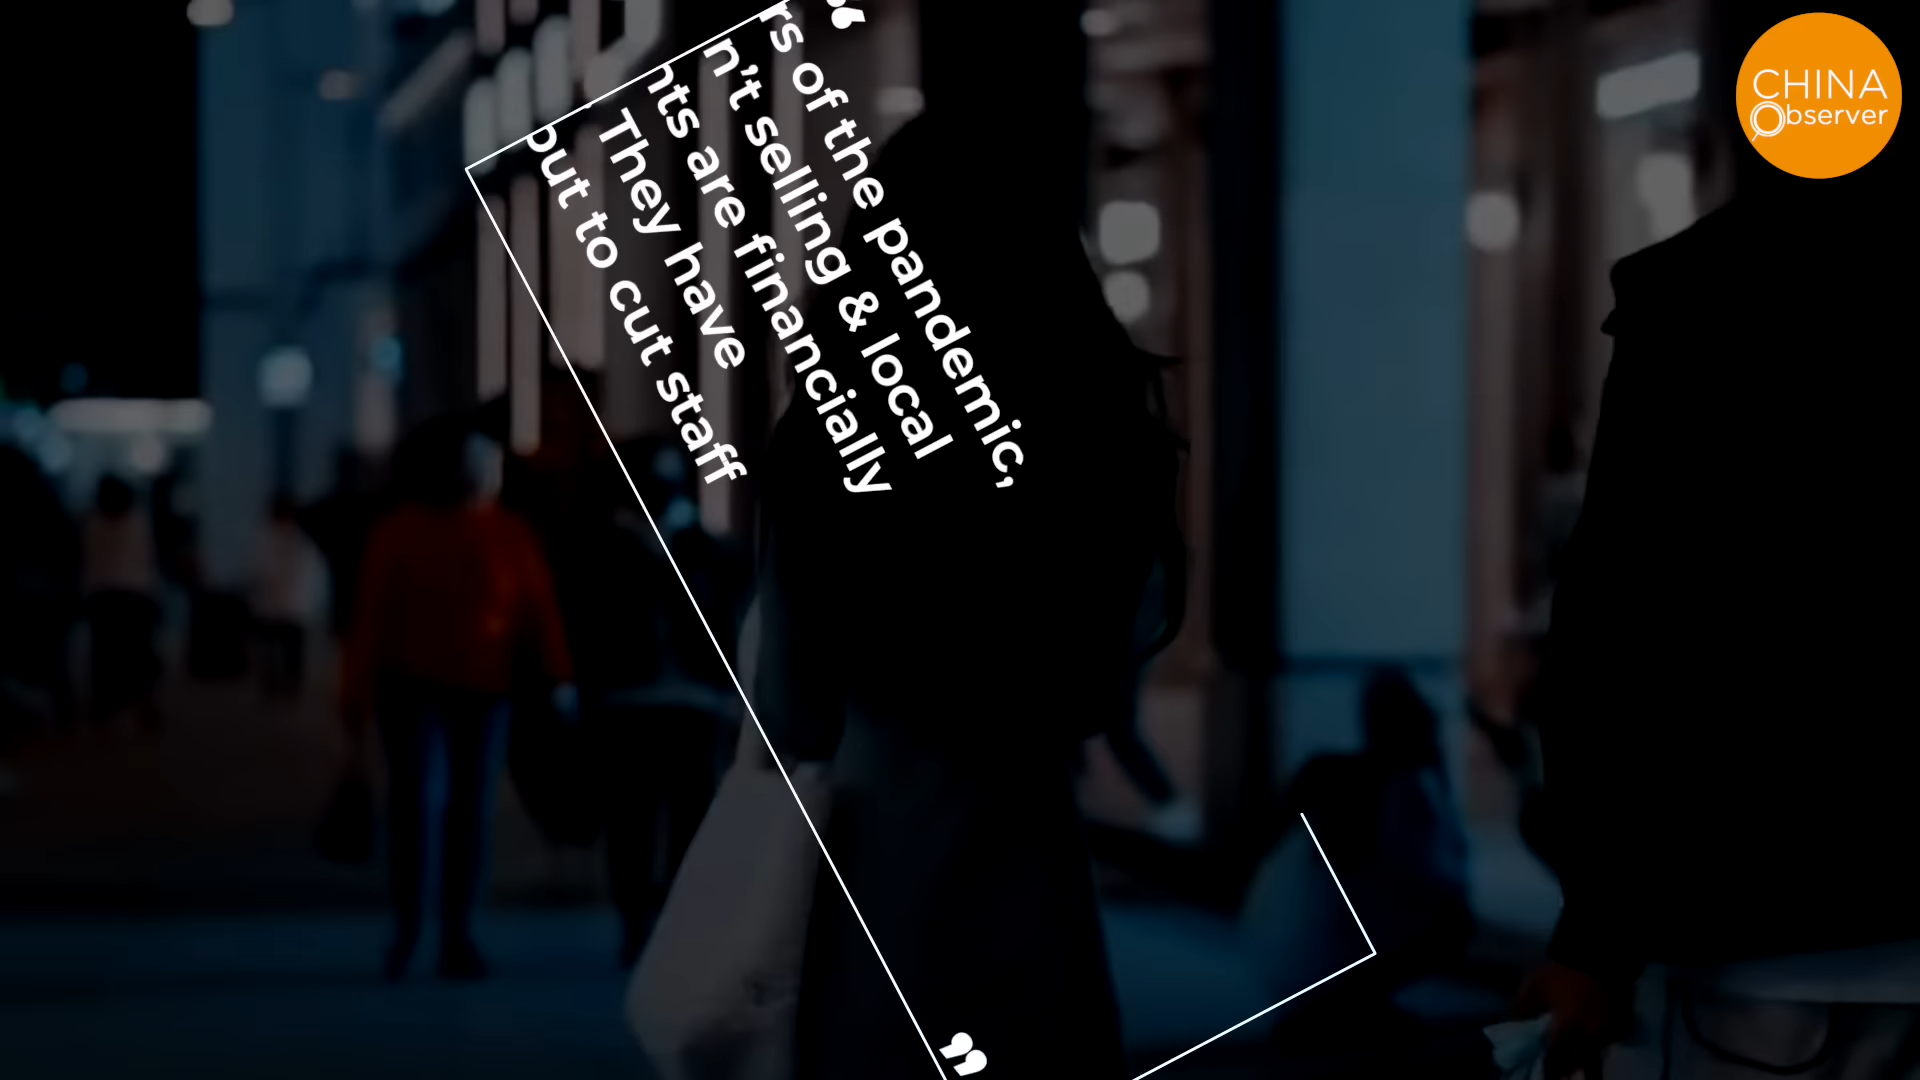 rs of the pandemic,
n't selling & local
nts are financially
They have
out to cut staff
CHINA
Observer